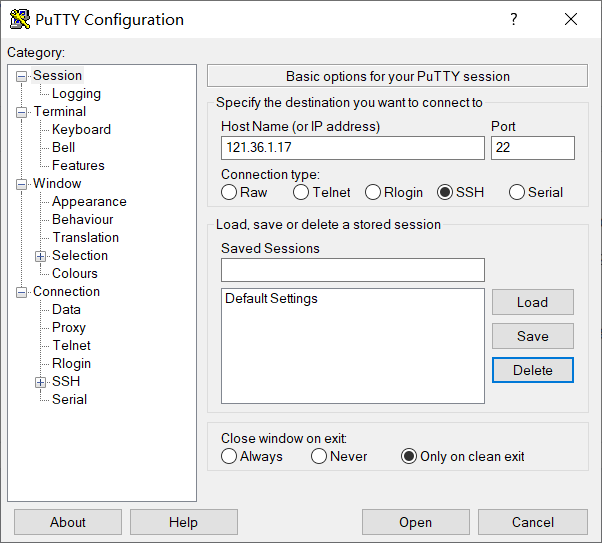 PuTTY Configuration
?
Category:
Session
Logging
Terminal
Keyboard
Bell
Features
Window
Appearance
Behaviour
Translation
Selection
Colours
Connection
Data
Proxy
Telnet
Rlogin
SSH
Serial
Basic options for your PuTTY session
Specify the destination you want to connect to
Host Name (or IP address) Port
121.36.1.17 22
Connection type:
Raw Telnet Rlogin SSH Serial
Load, save or delete a stored session
Saved Sessions
Default Settings
Load
Save
Delete
Close window on exit:
Always Never Only on clean exit
About Help Open Cancel